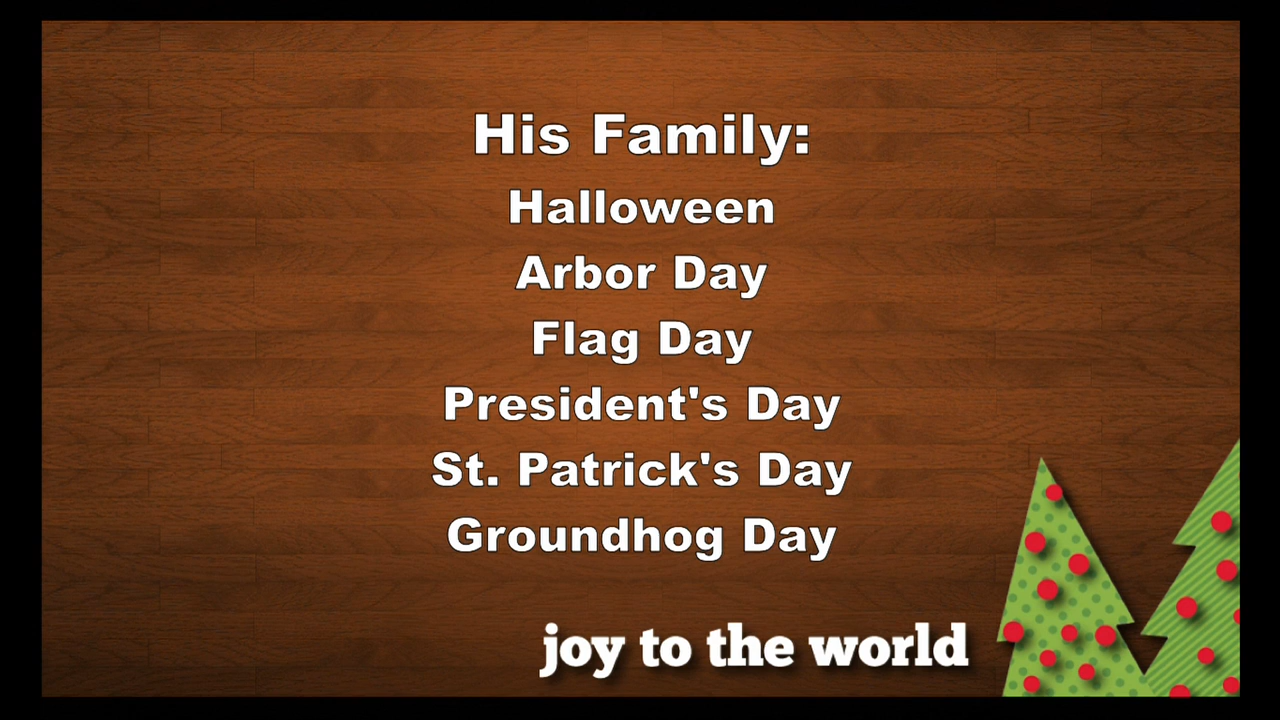 His Family:
Halloween
Arbor Day
Flag Day
President's Day
St. Patrick's Day
Groundhog Day
joy to the world